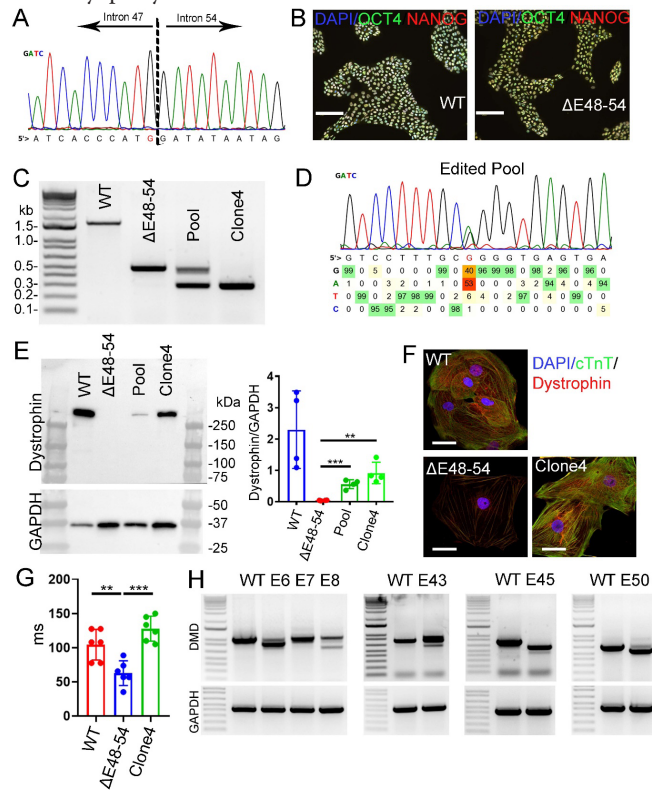 A
Intron 47 Intron 54
GATC
5'> A T C A C C C A T G G A T A T A A T A G
B
DAPI/OCT4 NANOG
WT
DAPI/OCT4 NANOG
ΔE48-54
C
kb
1.5-
1.0-
0.5-
0.3-
0.2-
0.1-
WT
ΔE48-54
Pool
Clone4
D
Edited Pool
GATC
5'> G T C C T T T G C G G G G T G A G T G A
G 99 0 5 0 0 0 0 99 0 40 96 99 98 0 98 2 96 0 96 0
A 1 0 0 3 2 1 1 0 0 53 0 0 0 2 1 94 2 0 4 94
T 0 99 0 2 97 98 99 0 2 6 4 0 2 96 0 0 2 99 0 0
C 0 0 95 95 2 2 0 0 98 1 0 0 0 2 2 4 0 0 0 5
E
Dystrophin
GAPDH
WT
ΔE48-54
Pool
Clone4
kDa
-250
-150
-100
-75
-50
-37
-25
Dystrophin/GAPDH
4
3
2
1
0
**
***
WT
ΔE48-54
Pool
Clone4
F
WT
DAPI/cTnT/
Dystrophin
ΔE48-54
Clone4
G
ms
200
150
100
50
0
** ***
WT
ΔE48-54
Clone4
H
WT E6 E7 E8 WT E43 WT E45 WT E50
DMD
GAPDH